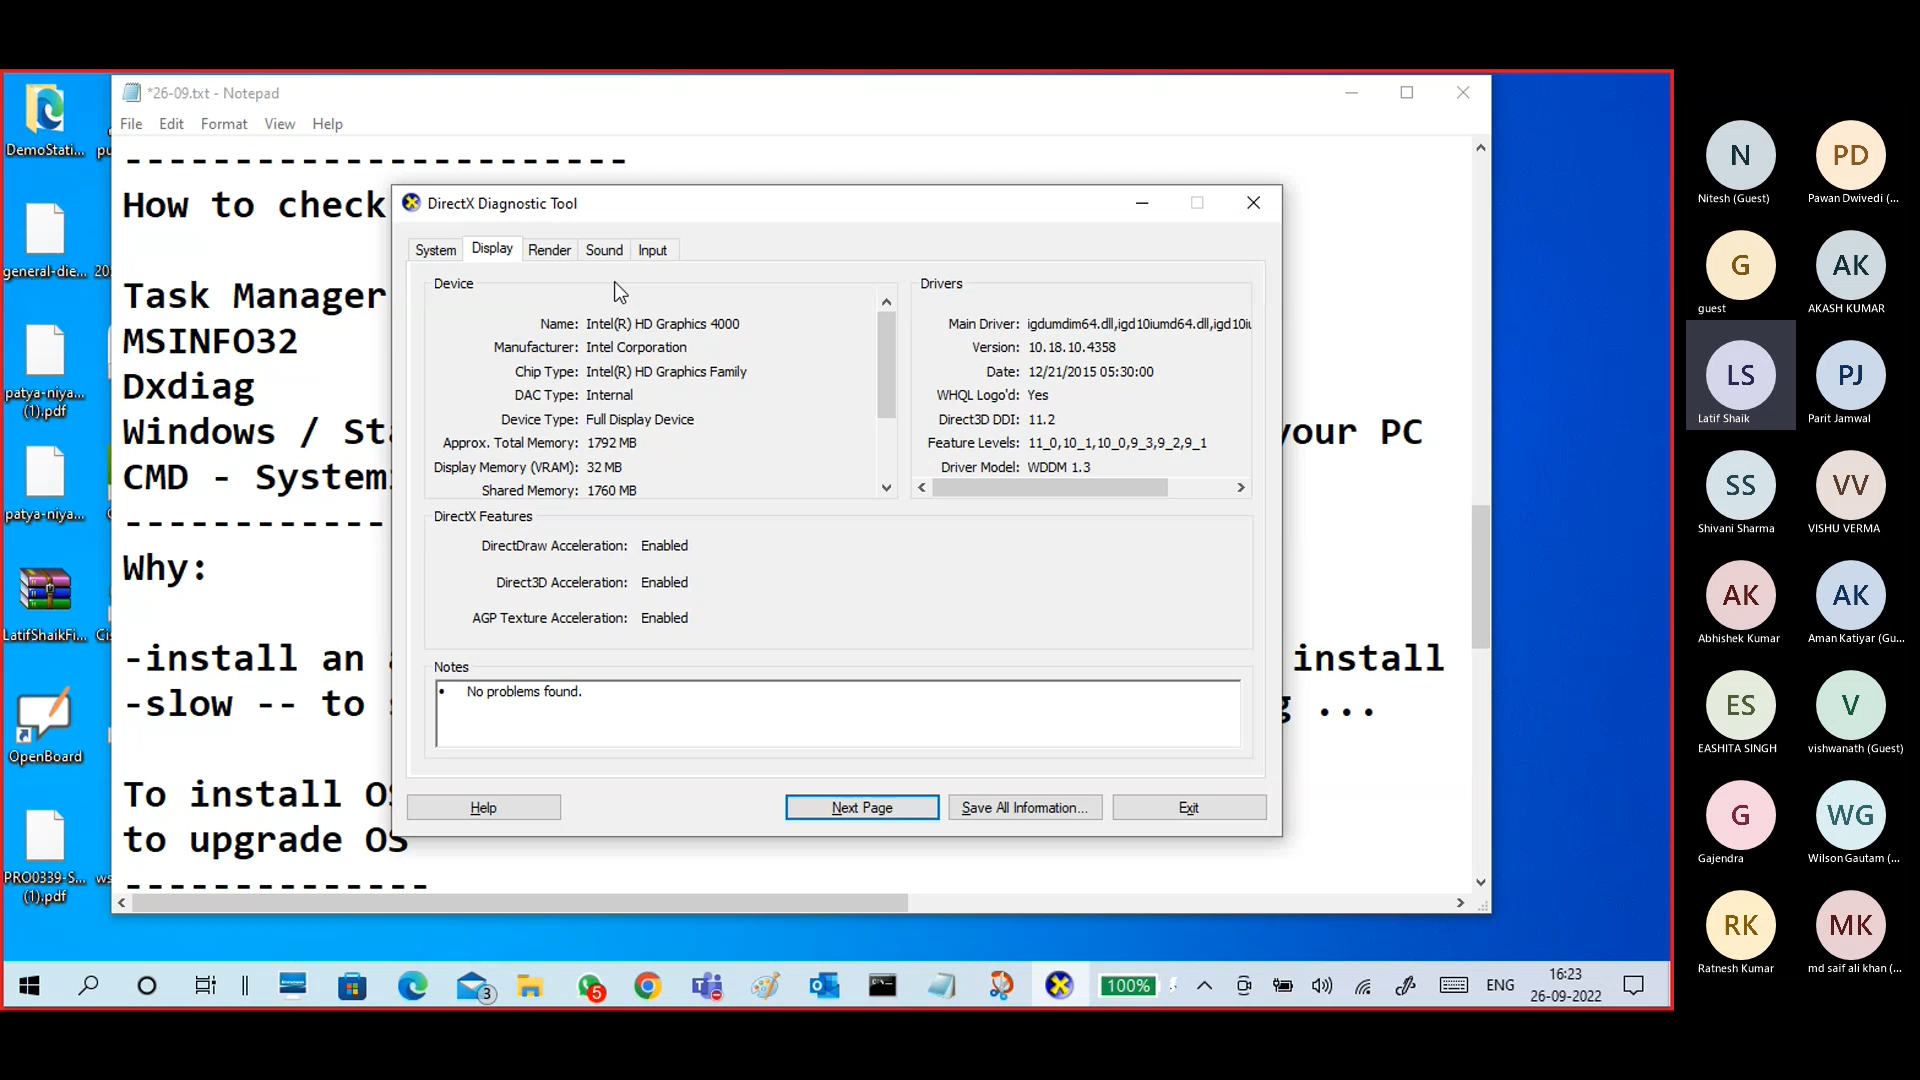 *26-09.txt - Notepad
File Edit Format View Help
-----------------------
How to check
Task Manager
MSINFO32
Dxdiag
Windows / Sta
your PC
CMD - Systemi
------------
Why:
-install an a
install
-slow -- to s
g ...
To install OS
to upgrade OS
--------------
DirectX Diagnostic Tool
System Display Render Sound Input
Device
Name: Intel(R) HD Graphics 4000
Manufacturer: Intel Corporation
Chip Type: Intel(R) HD Graphics Family
DAC Type: Internal
Device Type: Full Display Device
Approx. Total Memory: 1792 MB
Display Memory (VRAM): 32 MB
Shared Memory: 1760 MB
Drivers
Main Driver: igdumdim64.dll,igd10iumd64.dll,igd10iu
Version: 10.18.10.4358
Date: 12/21/2015 05:30:00
WHQL Logo'd: Yes
Direct3D DDI: 11.2
Feature Levels: 11_0,10_1,10_0,9_3,9_2,9_1
Driver Model: WDDM 1.3
DirectX Features
DirectDraw Acceleration: Enabled
Direct3D Acceleration: Enabled
AGP Texture Acceleration: Enabled
Notes
• No problems found.
Help Next Page Save All Information... Exit
DemoStati...
pu
general-die...
20
patya-niya...
(1).pdf
patya-niya...
LatifShaikFi...
Cis
OpenBoard
PRO0339-S...
(1).pdf
ws
3
5
100%
ENG
16:23
26-09-2022
N PD
Nitesh (Guest) Pawan Dwivedi (...
G AK
guest AKASH KUMAR
LS PJ
Latif Shaik Parit Jamwal
SS VV
Shivani Sharma VISHU VERMA
AK AK
Abhishek Kumar Aman Katiyar (Gu...
ES V
EASHITA SINGH vishwanath (Guest)
G WG
Gajendra Wilson Gautam (...
RK MK
Ratnesh Kumar md saif ali khan (...